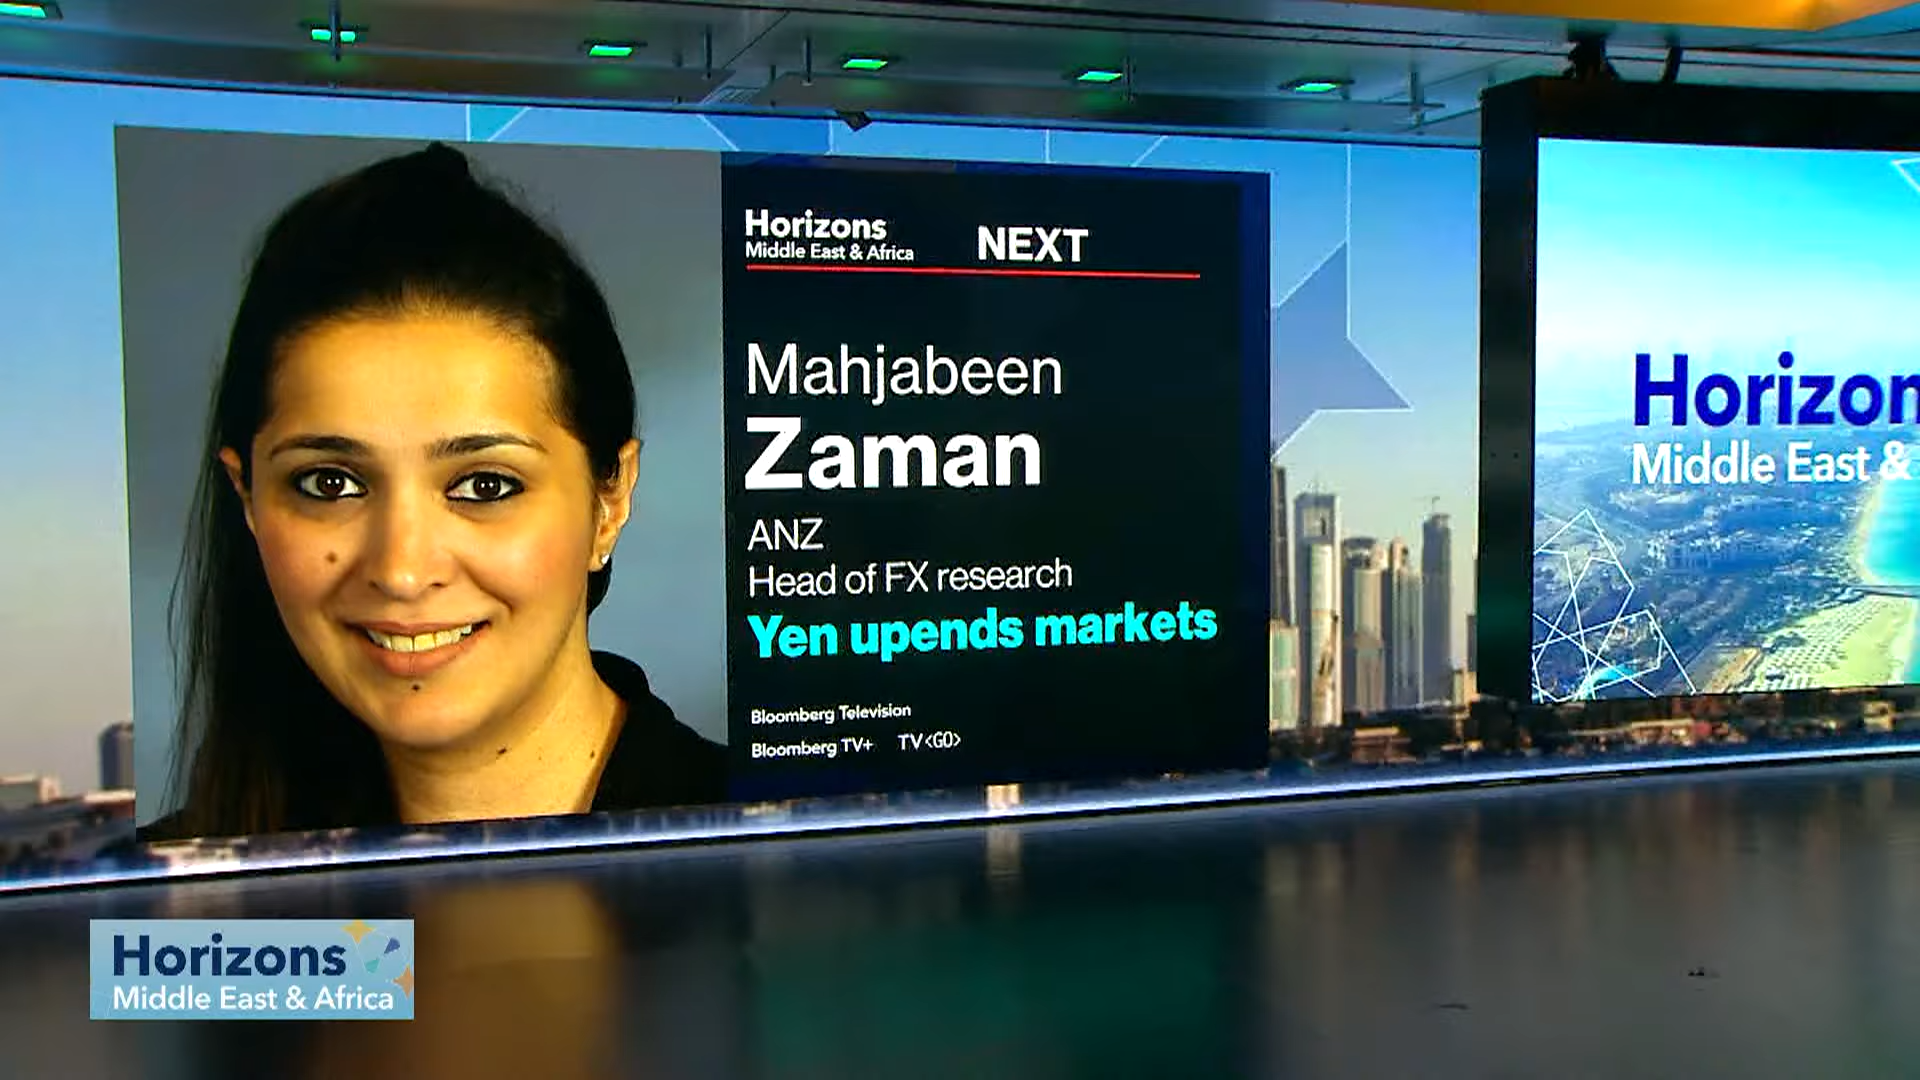 Horizons
Middle East & Africa
NEXT
Mahjabeen
Zaman
ANZ
Head of FX research
Yen upends markets
Bloomberg Television
Bloomberg TV+ TV<GO>
Horizon
Middle East &
Horizons
Middle East & Africa